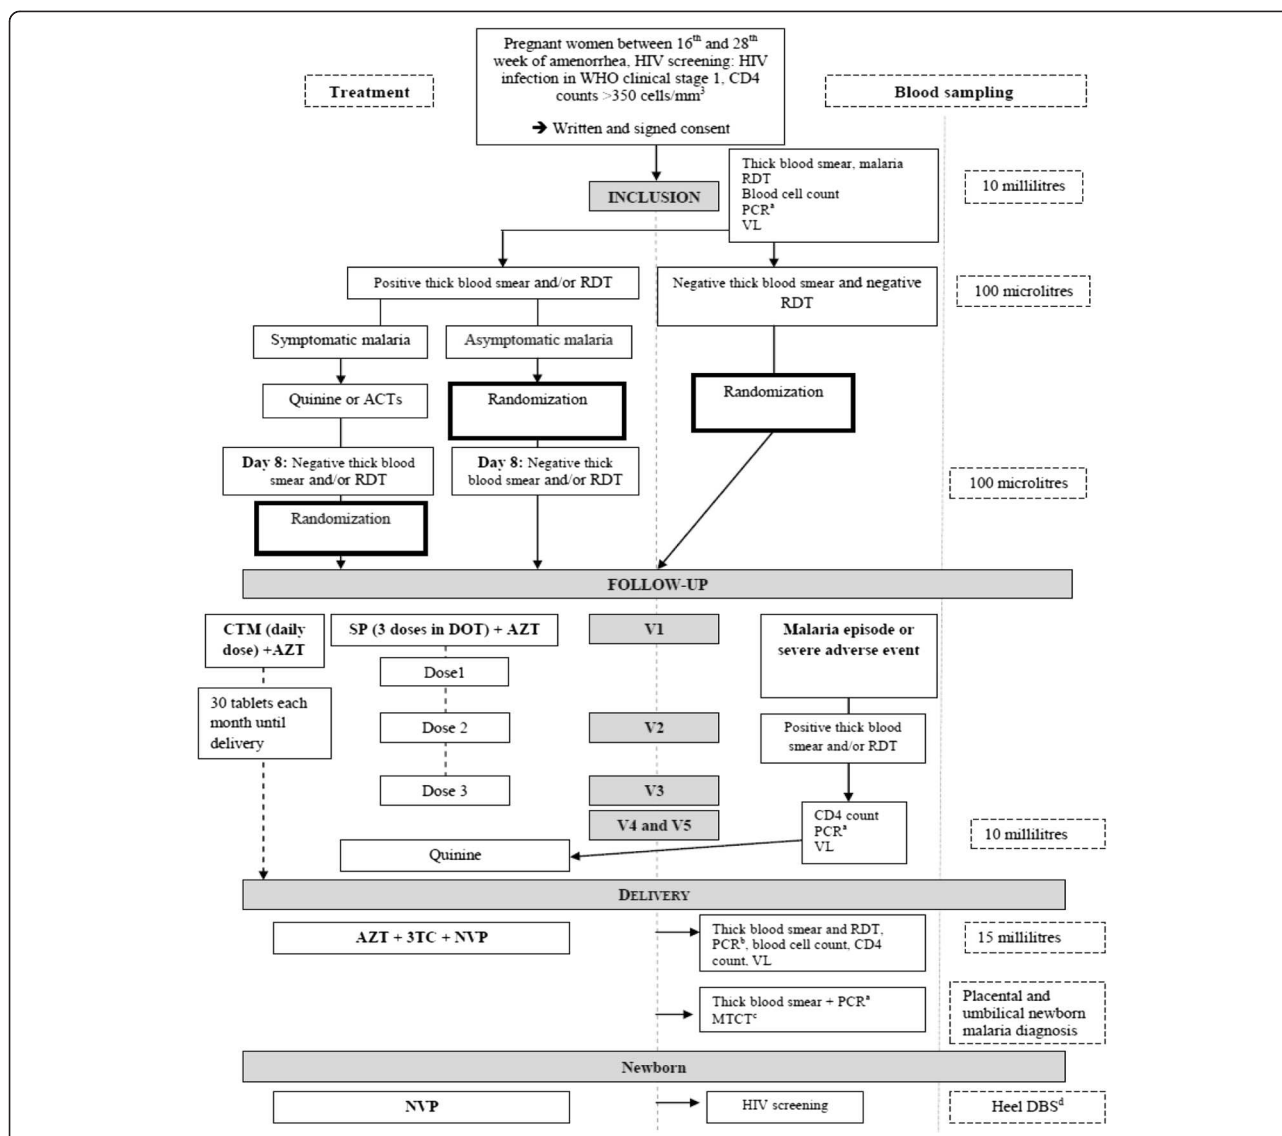 Pregnant women between 16th and 28th
week of amenorrhea, HIV screening: HIV
infection in WHO clinical stage 1, CD4
counts >350 cells/mm3
➔ Written and signed consent
Treatment
Blood sampling
Thick blood smear, malaria
RDT
Blood cell count
PCRa
VL
10 millilitres
INCLUSION
Positive thick blood smear and/or RDT
Negative thick blood smear and negative
RDT
100 microlitres
Symptomatic malaria
Asymptomatic malaria
Quinine or ACTs
Randomization
Randomization
Day 8: Negative thick blood
smear and/or RDT
Day 8: Negative thick
blood smear and/or RDT
100 microlitres
Randomization
FOLLOW-UP
CTM (daily
dose) +AZT
SP (3 doses in DOT) + AZT
V1
Malaria episode or
severe adverse event
Dose1
30 tablets each
month until
delivery
Dose 2
V2
Positive thick blood
smear and/or RDT
Dose 3
V3
V4 and V5
CD4 count
PCRa
VL
10 millilitres
Quinine
DELIVERY
AZT + 3TC + NVP
Thick blood smear and RDT,
PCRb, blood cell count, CD4
count, VL
15 millilitres
Thick blood smear + PCRa
MTCTc
Placental and
umbilical newborn
malaria diagnosis
NEWBORN
NVP
HIV screening
Heel DBSd